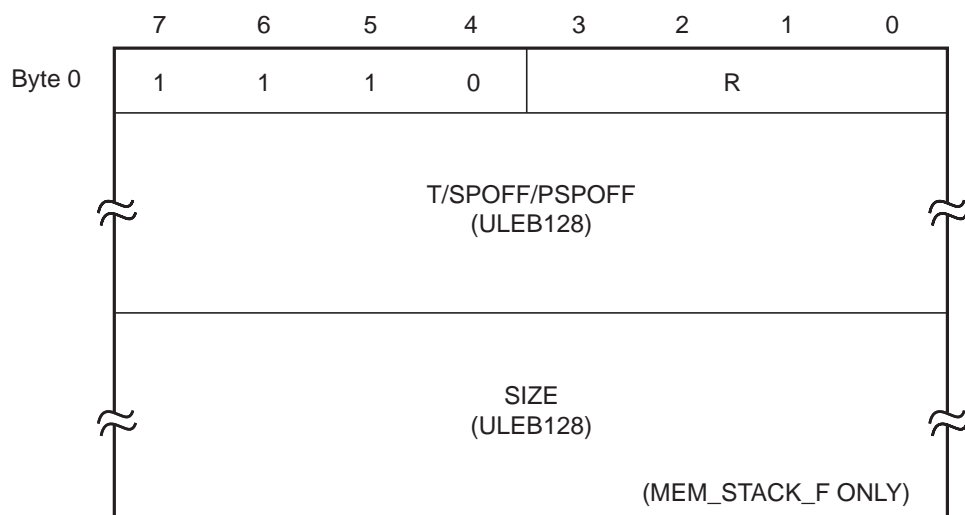 7 6 5 4 3 2 1 0
Byte 0 1 1 1 0 R
T/SPOFF/PSPOFF
(ULEB128)
SIZE
(ULEB128)
(MEM_STACK_F ONLY)